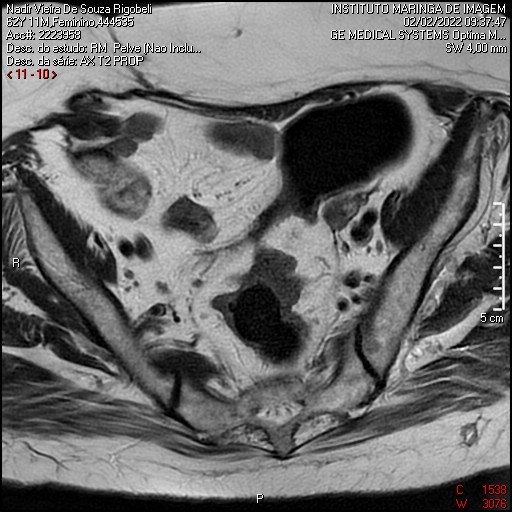 Nadir Vieira De Souza Rigobeli
62Y 11M,Feminino,444535
Acc#: 2223953
Desc. do estudo: RM Pelve (Nao Inclu...
Desc. da série: AX T2 PROP
<11 - 10>
INSTITUTO MARINGA DE IMAGEM
02/02/2022 09:37:47
GE MEDICAL SYSTEMS Optima M...
SW 4,00 mm
R
5 cm
P
C 1538
W 3076